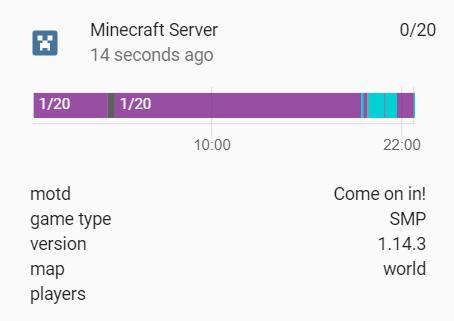 Minecraft Server 0/20
14 seconds ago
1/20 1/20
10:00 22:00
motd Come on in!
game type SMP
version 1.14.3
map world
players